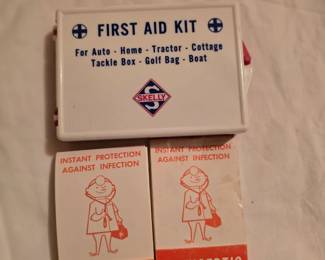 FIRST AID KIT
For Auto - Home - Tractor - Cottage
Tackle Box - Golf Bag - Boat
S
SKELLY
INSTANT PROTECTION
AGAINST INFECTION
INSTANT PROTECTION
AGAINST INFECTION